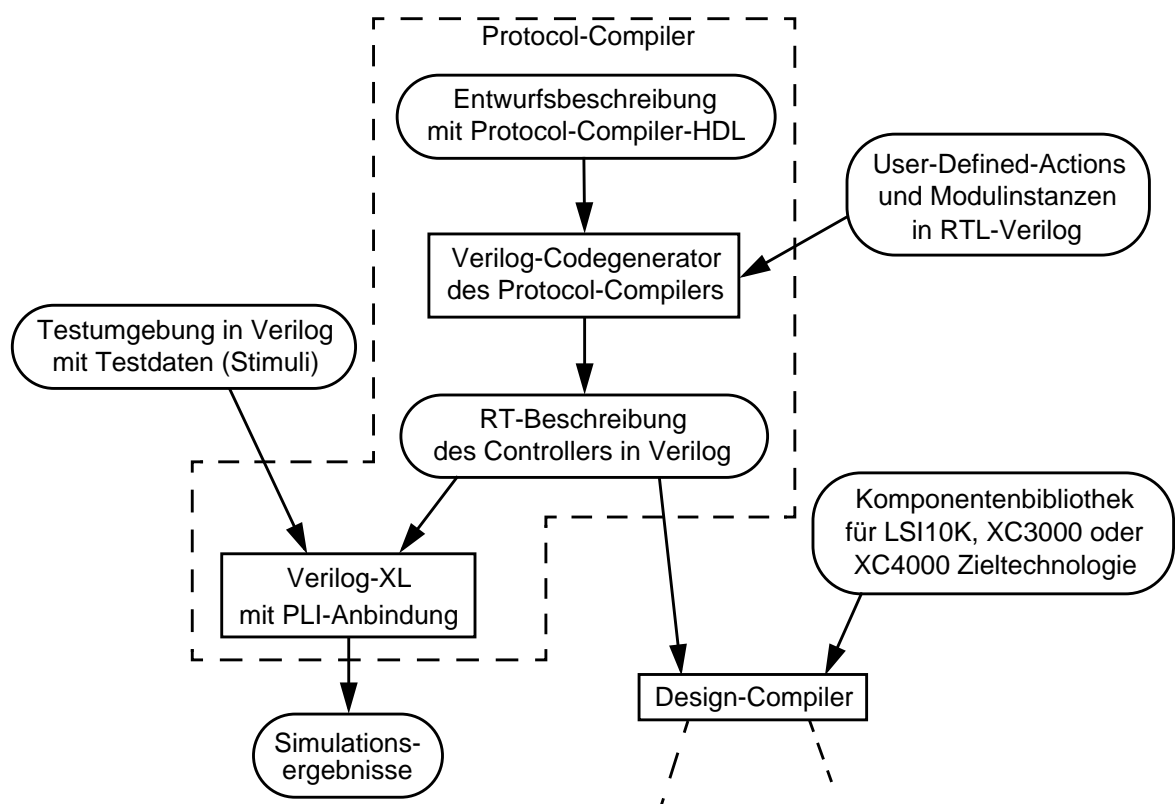 Protocol-Compiler
Entwurfsbeschreibung
mit Protocol-Compiler-HDL
User-Defined-Actions
und Modulinstanzen
in RTL-Verilog
Verilog-Codegenerator
des Protocol-Compilers
Testumgebung in Verilog
mit Testdaten (Stimuli)
RT-Beschreibung
des Controllers in Verilog
Komponentenbibliothek
für LSI10K, XC3000 oder
XC4000 Zieltechnologie
Verilog-XL
mit PLI-Anbindung
Design-Compiler
Simulations-
ergebnisse